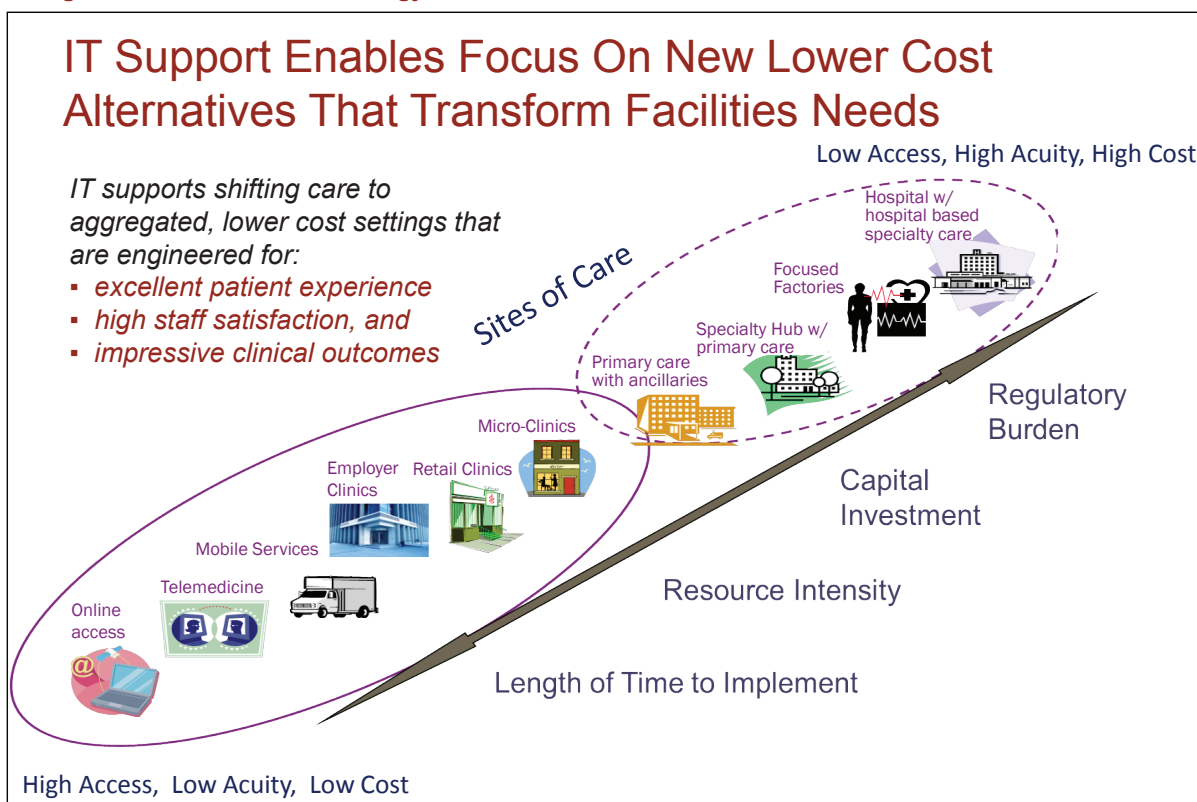 IT Support Enables Focus On New Lower Cost
Alternatives That Transform Facilities Needs
Low Access, High Acuity, High Cost
IT supports shifting care to
aggregated, lower cost settings that
are engineered for:
▪ excellent patient experience
▪ high staff satisfaction, and
▪ impressive clinical outcomes
Sites of Care
Hospital w/
hospital based
specialty care
Focused
Factories
Specialty Hub w/
primary care
Primary care
with ancillaries
Micro-Clinics
Retail Clinics
Employer
Clinics
Mobile Services
Telemedicine
Online
access
@
Regulatory
Burden
Capital
Investment
Resource Intensity
Length of Time to Implement
High Access, Low Acuity, Low Cost